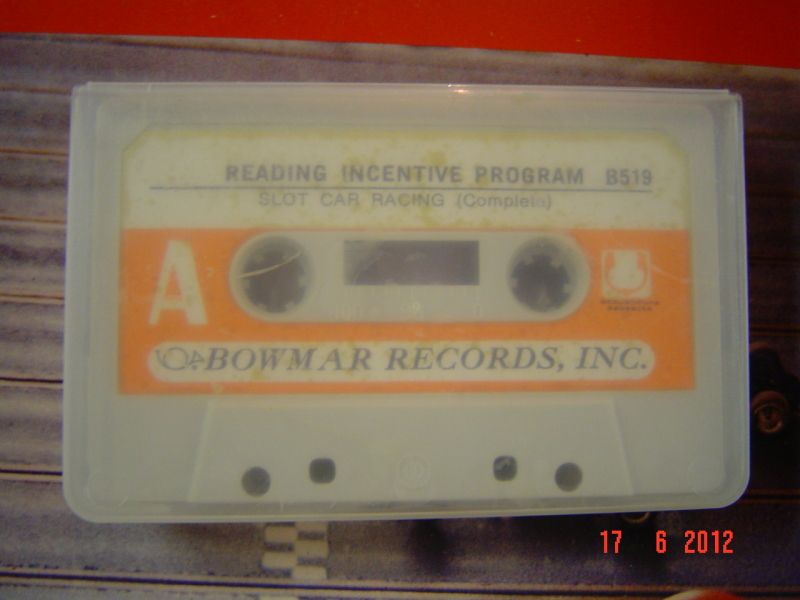 READING INCENTIVE PROGRAM B519
SLOT CAR RACING (Complete)
A
BOWMAR RECORDS, INC.
17 6 2012